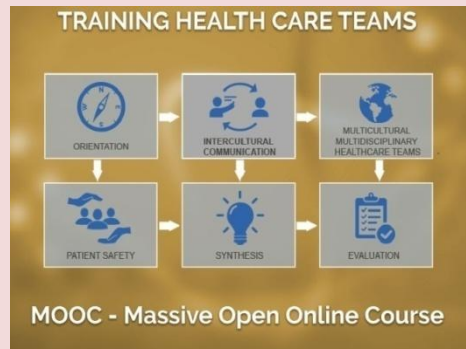 TRAINING HEALTH CARE TEAMS
ORIENTATION
INTERCULTURAL
COMMUNICATION
MULTICULTURAL
MULTIDISCIPLINARY
HEALTHCARE TEAMS
PATIENT SAFETY
SYNTHESIS
EVALUATION
MOOC - Massive Open Online Course